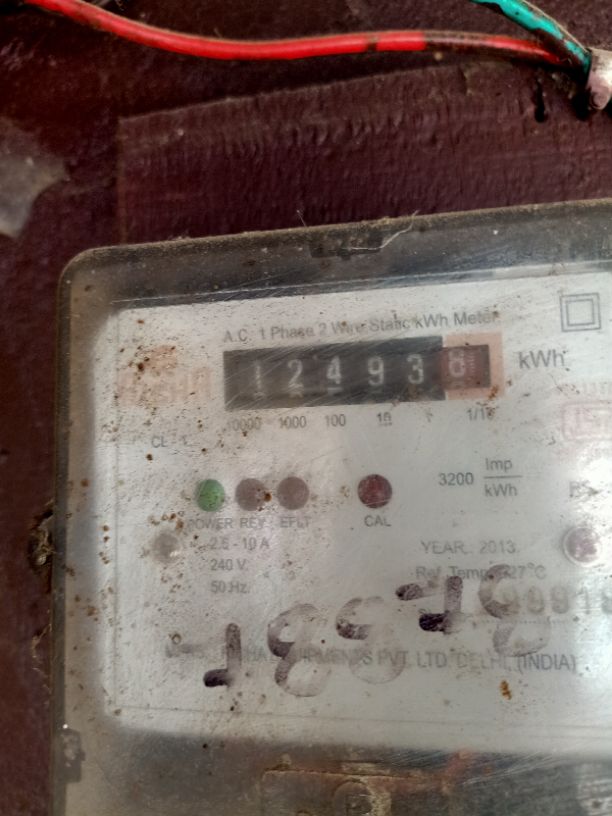 A.C. 1 Phase 2 Wire Static kWh Meter
1 2 4 9 3 8 kWh
10000 1000 100 10 1 1/10
CL
3200 Imp/kWh
POWER REV EFLT CAL
2.5 - 10 A
YEAR. 2013.
240 V.
Ref. Temp. 27°C
50 Hz.
PVT. LTD. DELHI, (INDIA)